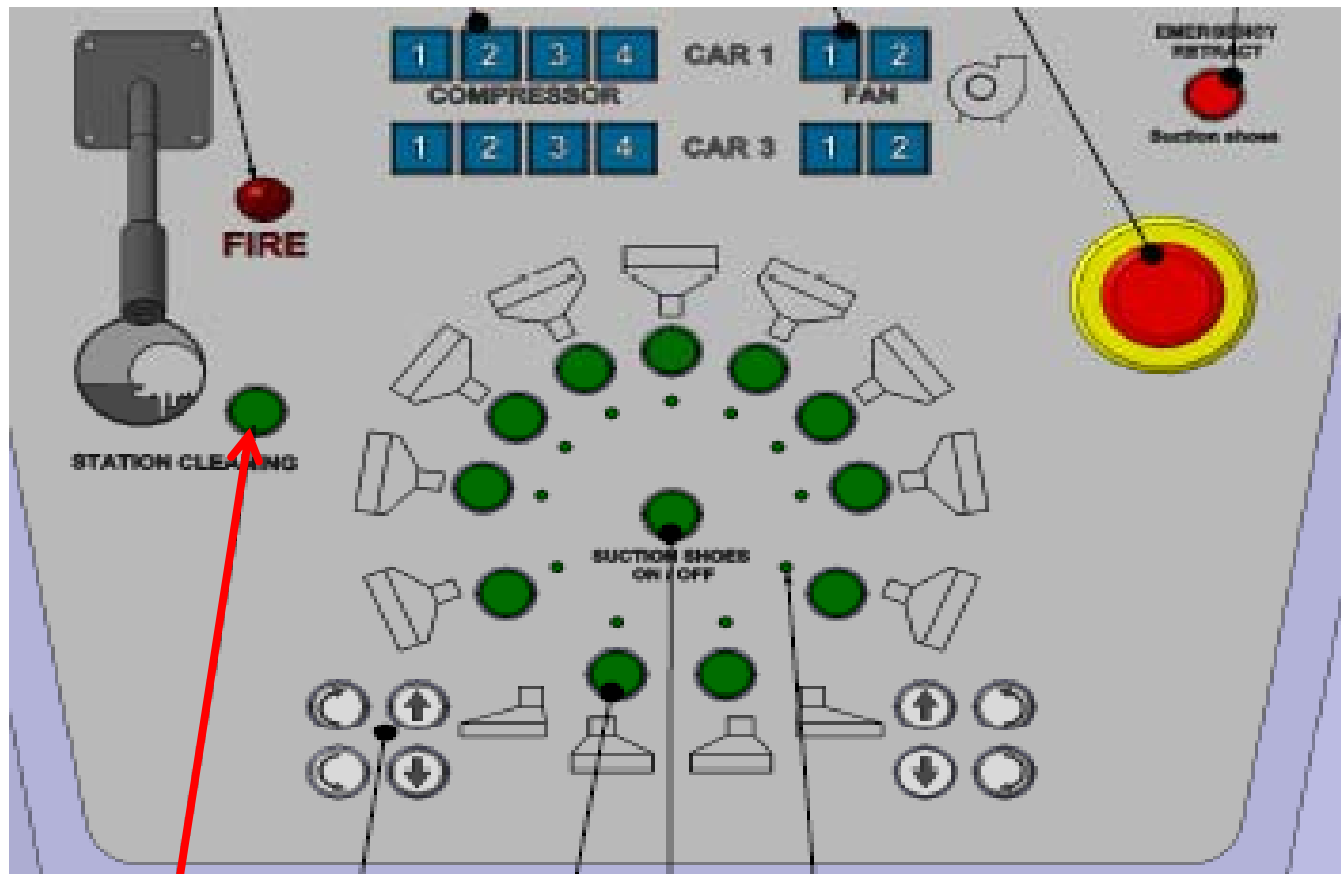 1 2 3 4 CAR 1 1 2
COMPRESSOR FAN
1 2 3 4 CAR 3 1 2
EMERGENCY
RETRACT
Suction shoes
FIRE
STATION CLEANING
SUCTION SHOES
ON / OFF